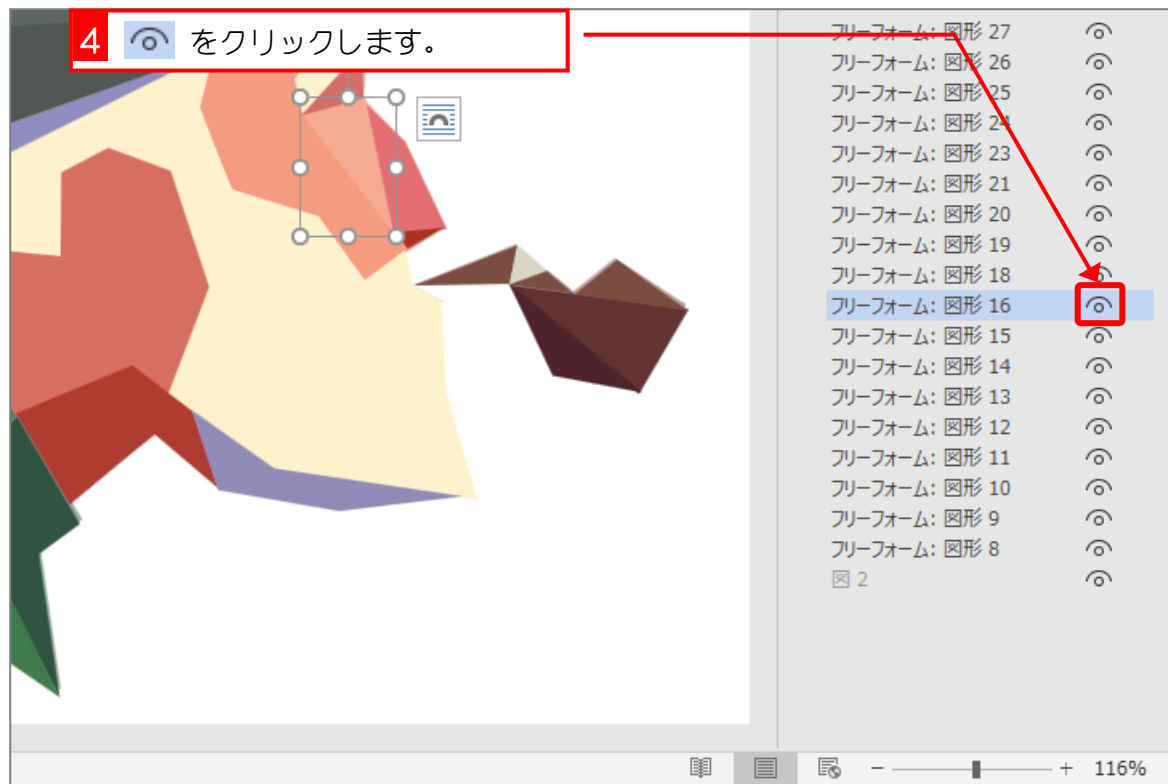 4 をクリックします。
フリーフォーム: 図形 27
フリーフォーム: 図形 26
フリーフォーム: 図形 25
フリーフォーム: 図形 24
フリーフォーム: 図形 23
フリーフォーム: 図形 21
フリーフォーム: 図形 20
フリーフォーム: 図形 19
フリーフォーム: 図形 18
フリーフォーム: 図形 16
フリーフォーム: 図形 15
フリーフォーム: 図形 14
フリーフォーム: 図形 13
フリーフォーム: 図形 12
フリーフォーム: 図形 11
フリーフォーム: 図形 10
フリーフォーム: 図形 9
フリーフォーム: 図形 8
図 2
116%